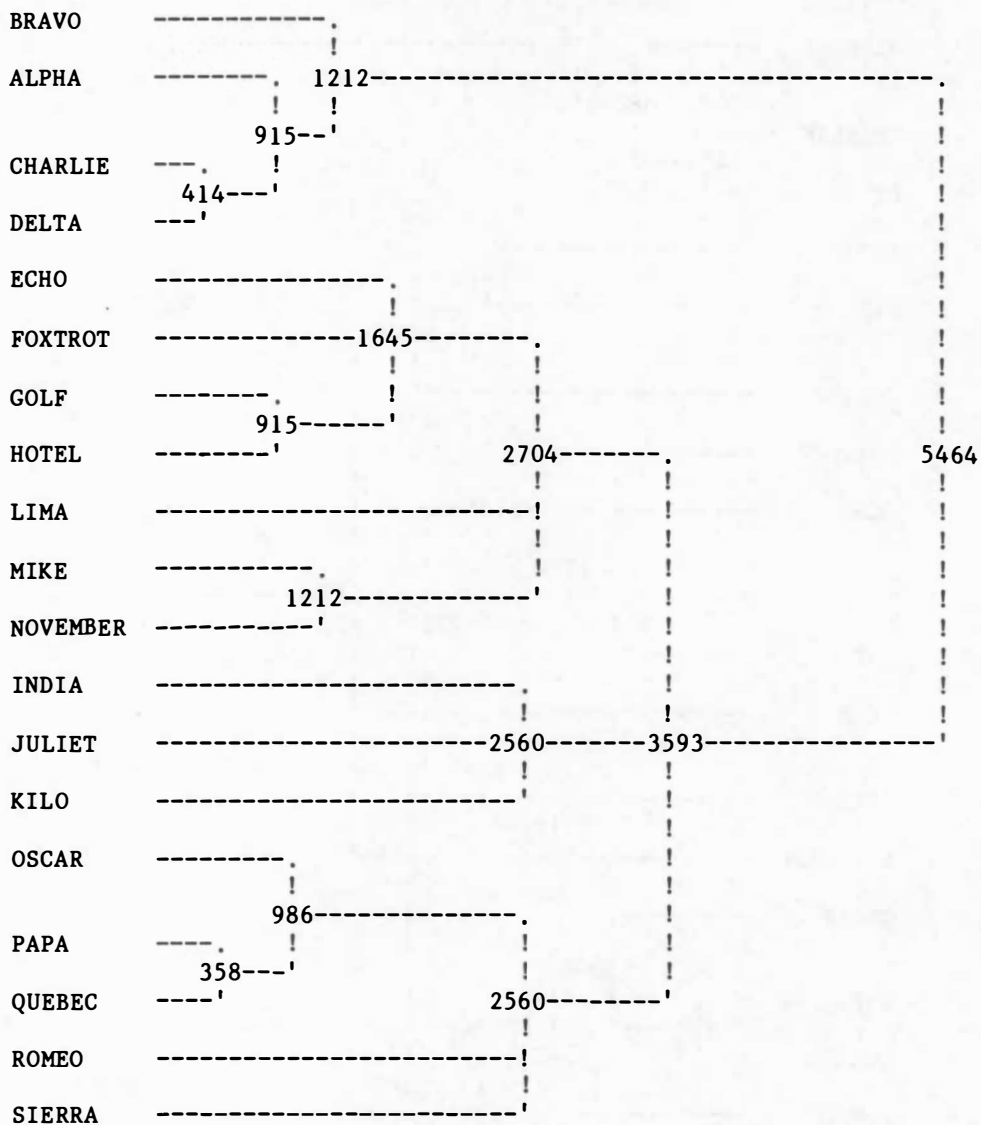 BRAVO
ALPHA 1212
915
CHARLIE
414
DELTA
ECHO
FOXTROT 1645
GOLF
915
HOTEL 2704 5464
LIMA
MIKE
1212
NOVEMBER
INDIA
JULIET 2560 3593
KILO
OSCAR
986
PAPA
358
QUEBEC 2560
ROMEO
SIERRA